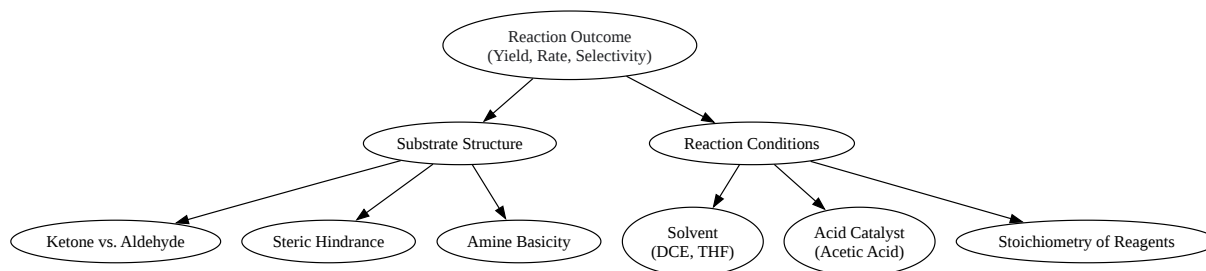 Reaction Outcome
(Yield, Rate, Selectivity)
Substrate Structure
Reaction Conditions
Ketone vs. Aldehyde
Steric Hindrance
Amine Basicity
Solvent
(DCE, THF)
Acid Catalyst
(Acetic Acid)
Stoichiometry of Reagents